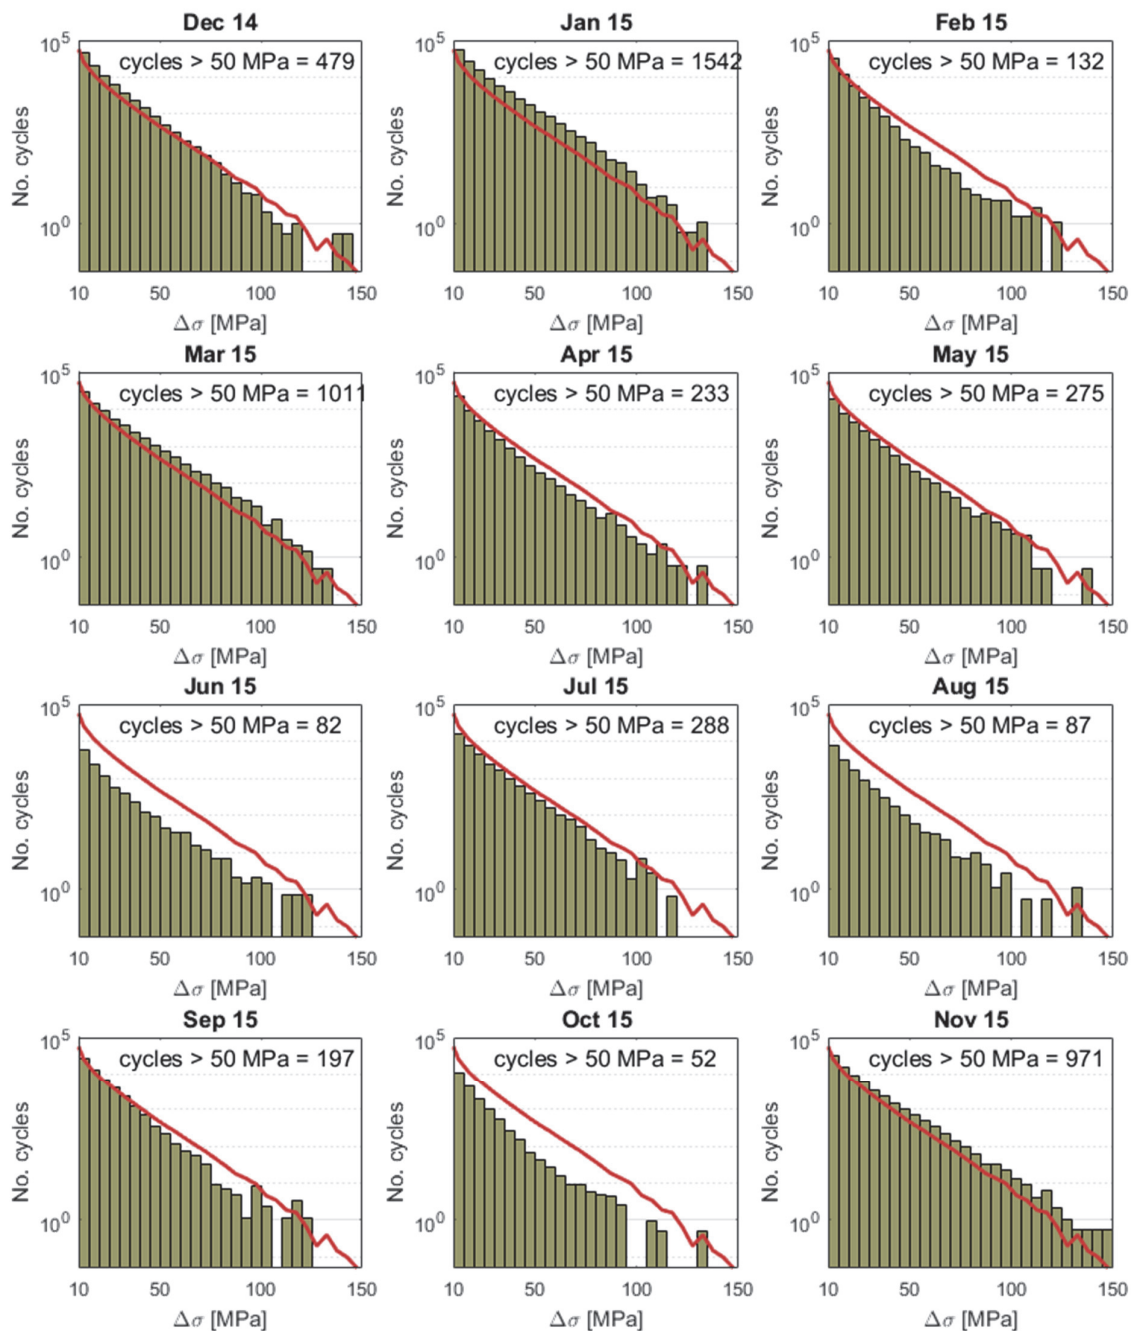 Dec 14
Jan 15
Feb 15
10^5
cycles > 50 MPa = 479
10^5
cycles > 50 MPa = 1542
10^5
cycles > 50 MPa = 132
No. cycles
No. cycles
No. cycles
10^0
10^0
10^0
10 50 100 150
10 50 100 150
10 50 100 150
Δσ [MPa]
Δσ [MPa]
Δσ [MPa]
Mar 15
Apr 15
May 15
10^5
cycles > 50 MPa = 1011
10^5
cycles > 50 MPa = 233
10^5
cycles > 50 MPa = 275
No. cycles
No. cycles
No. cycles
10^0
10^0
10^0
10 50 100 150
10 50 100 150
10 50 100 150
Δσ [MPa]
Δσ [MPa]
Δσ [MPa]
Jun 15
Jul 15
Aug 15
10^5
cycles > 50 MPa = 82
10^5
cycles > 50 MPa = 288
10^5
cycles > 50 MPa = 87
No. cycles
No. cycles
No. cycles
10^0
10^0
10^0
10 50 100 150
10 50 100 150
10 50 100 150
Δσ [MPa]
Δσ [MPa]
Δσ [MPa]
Sep 15
Oct 15
Nov 15
10^5
cycles > 50 MPa = 197
10^5
cycles > 50 MPa = 52
10^5
cycles > 50 MPa = 971
No. cycles
No. cycles
No. cycles
10^0
10^0
10^0
10 50 100 150
10 50 100 150
10 50 100 150
Δσ [MPa]
Δσ [MPa]
Δσ [MPa]